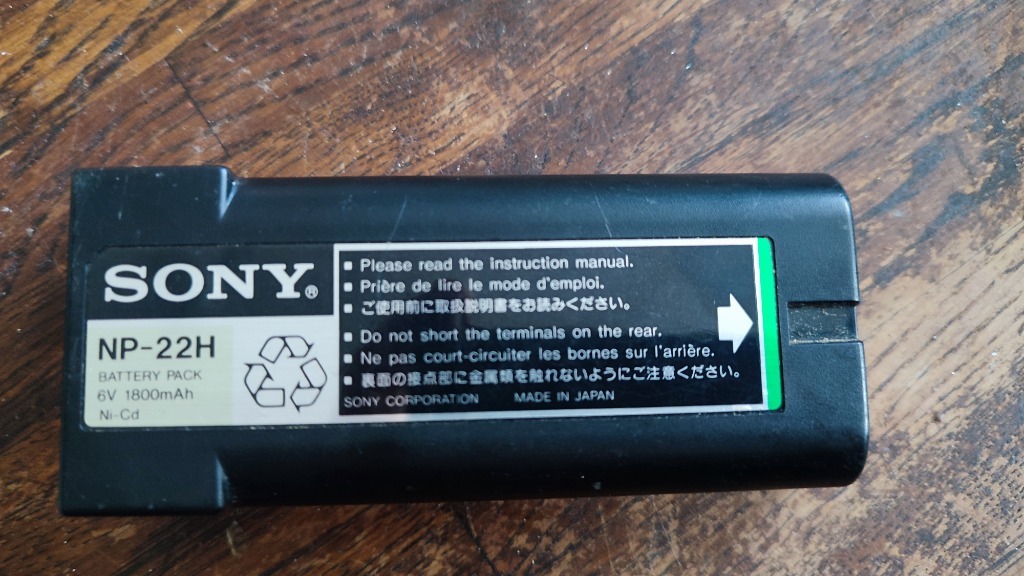 SONY®
NP-22H
BATTERY PACK
6V 1800mAh
Ni-Cd
▪ Please read the instruction manual.
▪ Prière de lire le mode d'emploi.
▪ ご使用前に取扱説明書をお読みください。
▪ Do not short the terminals on the rear.
▪ Ne pas court-circuiter les bornes sur l'arrière.
▪ 裏面の接点部に金属類を触れないようにご注意ください。
SONY CORPORATION MADE IN JAPAN